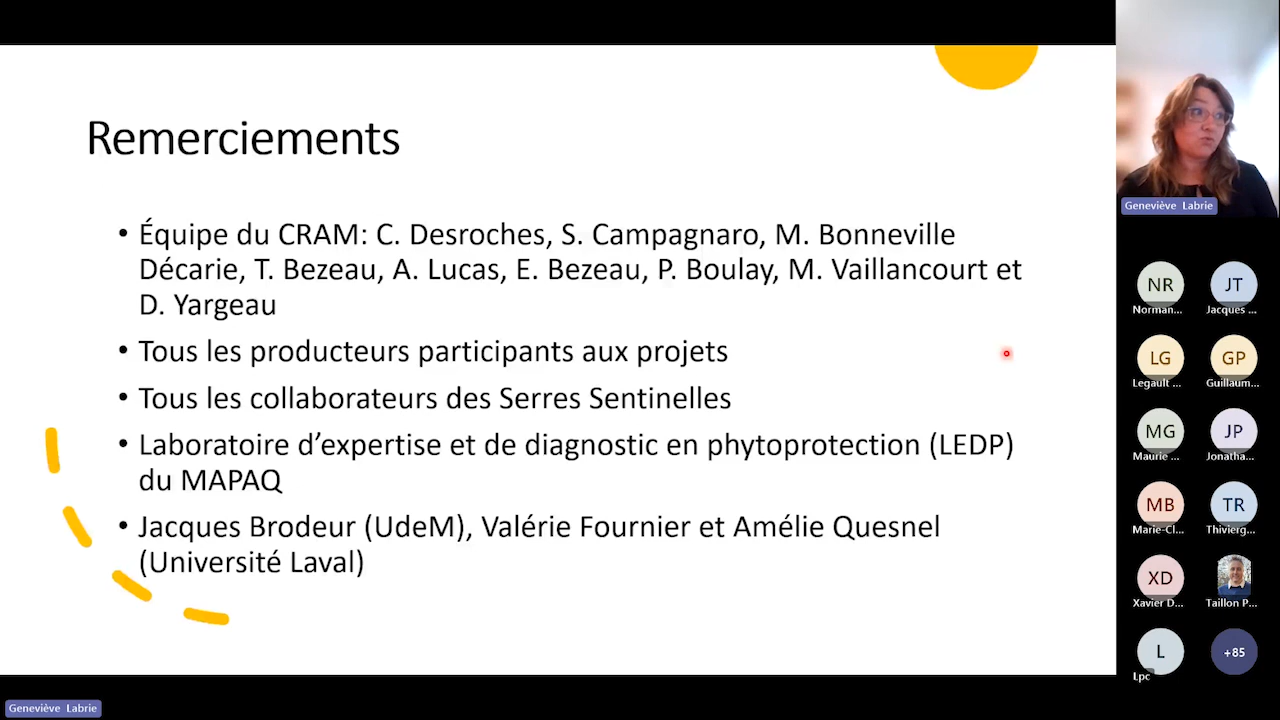 Remerciements
• Équipe du CRAM: C. Desroches, S. Campagnaro, M. Bonneville
Décarie, T. Bezeau, A. Lucas, E. Bezeau, P. Boulay, M. Vaillancourt et
D. Yargeau
• Tous les producteurs participants aux projets
• Tous les collaborateurs des Serres Sentinelles
• Laboratoire d’expertise et de diagnostic en phytoprotection (LEDP)
du MAPAQ
• Jacques Brodeur (UdeM), Valérie Fournier et Amélie Quesnel
(Université Laval)
Geneviève Labrie
NR JT
Norman... Jacques ...
LG GP
Legault ... Guillaum...
MG JP
Maurie ... Jonatha...
MB TR
Marie-Cl... Thivierg...
XD
Xavier D... Taillon P...
L +85
Lpc
Geneviève Labrie